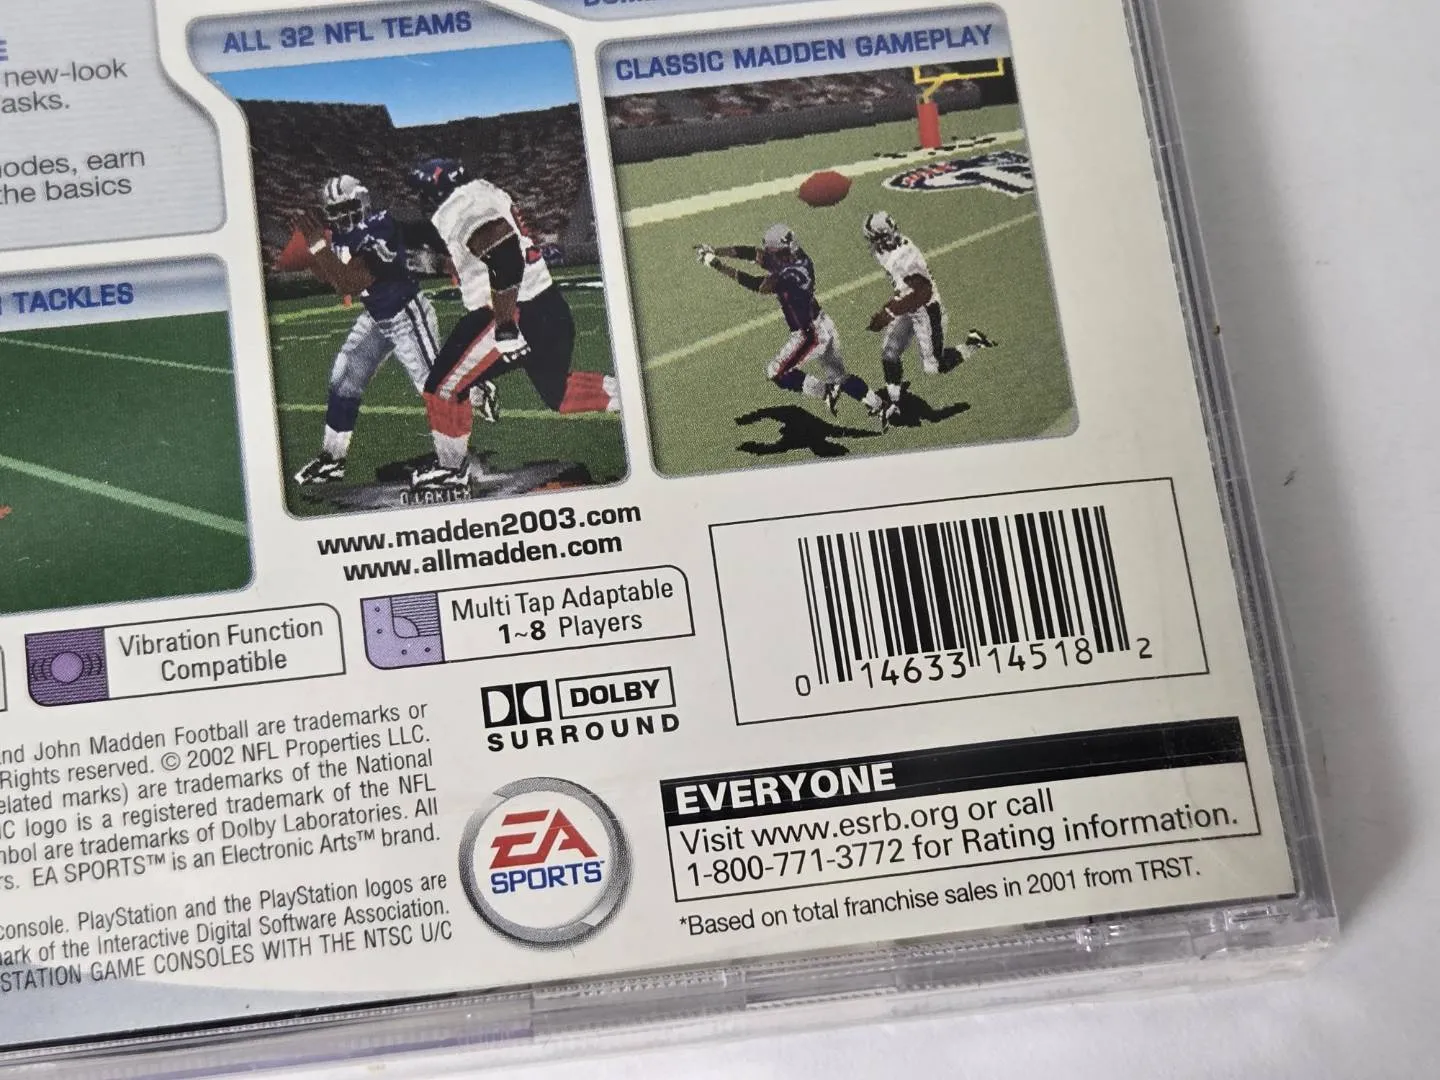 ALL 32 NFL TEAMS
CLASSIC MADDEN GAMEPLAY
new-look
asks.
odes, earn
the basics
TACKLES
D.CARTER
www.madden2003.com
www.allmadden.com
Vibration Function
Compatible
Multi Tap Adaptable
1~8 Players
DOLBY
SURROUND
0 14633 14518 2
nd John Madden Football are trademarks or
Rights reserved. © 2002 NFL Properties LLC.
elated marks) are trademarks of the National
C logo is a registered trademark of the NFL
mbol are trademarks of Dolby Laboratories. All
s. EA SPORTS™ is an Electronic Arts™ brand.
console. PlayStation and the PlayStation logos are
ark of the Interactive Digital Software Association.
STATION GAME CONSOLES WITH THE NTSC U/C
EA
SPORTS™
EVERYONE
Visit www.esrb.org or call
1-800-771-3772 for Rating information.
*Based on total franchise sales in 2001 from TRST.